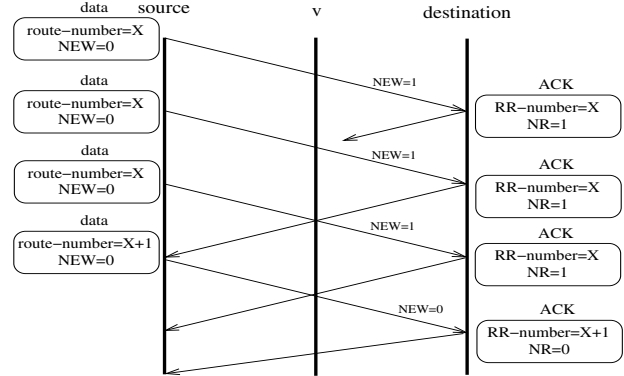 data
source
v
destination
route-number=X
NEW=0
NEW=1
data
ACK
route-number=X
NEW=0
RR-number=X
NR=1
NEW=1
data
ACK
route-number=X
NEW=0
RR-number=X
NR=1
NEW=1
data
ACK
route-number=X+1
NEW=0
RR-number=X
NR=1
NEW=0
ACK
RR-number=X+1
NR=0